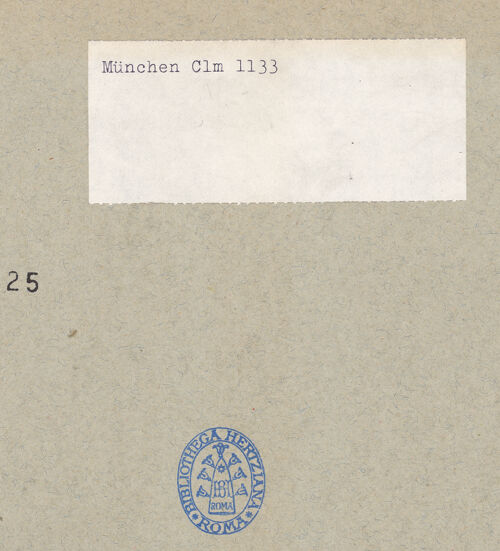 München Clm 1133
25
BIBLIOTHECA HERTZIANA
ROMA
ROMA